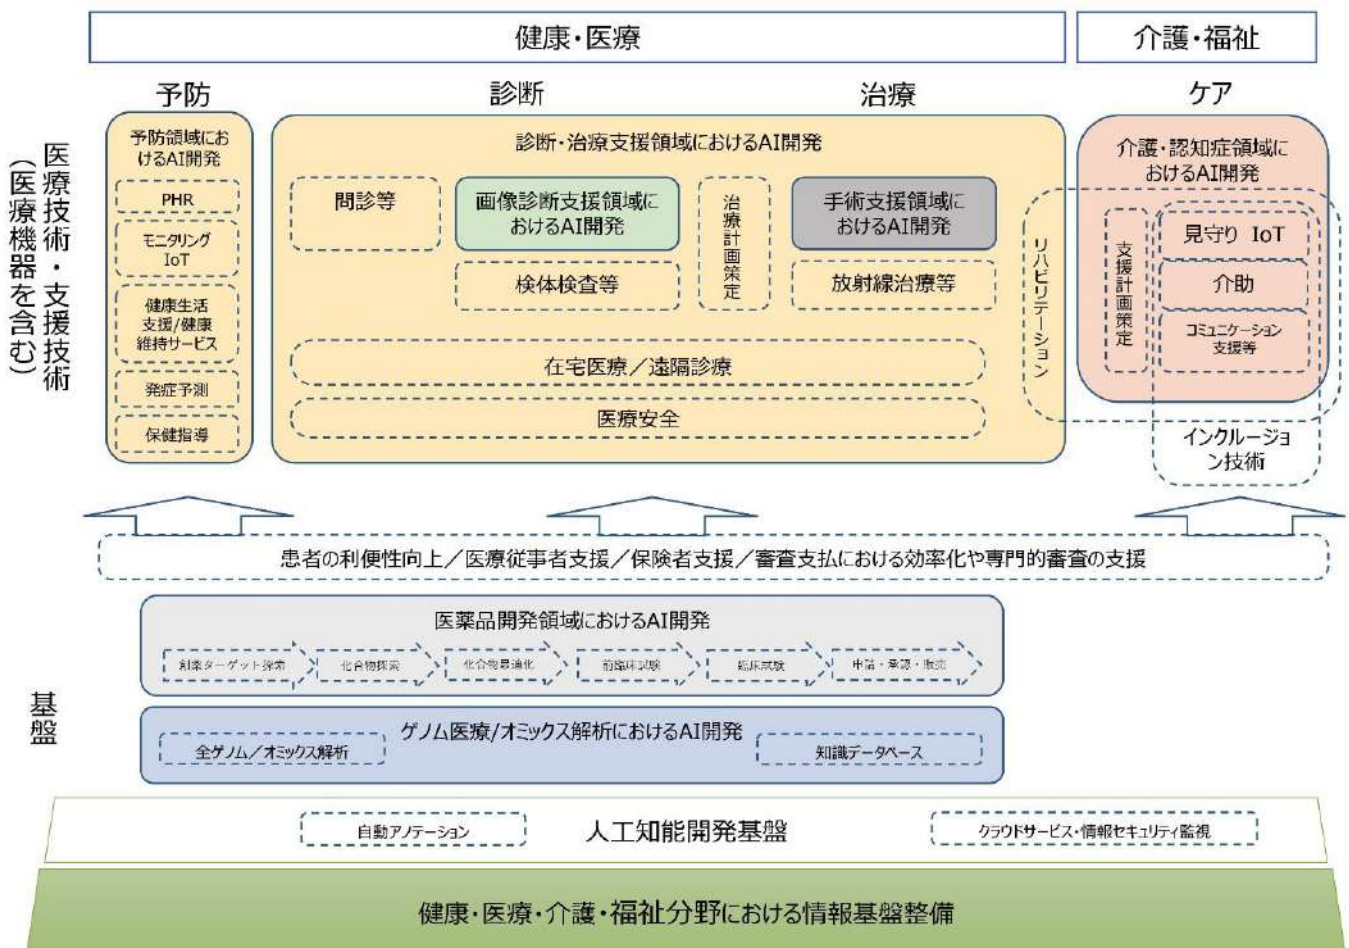 健康・医療
介護・福祉
予防
診断
治療
ケア
医療技術・支援技術
(医療機器を含む)
予防領域にお
けるAI開発
PHR
モニタリング
IoT
健康生活
支援/健康
維持サービス
発症予測
保健指導
診断・治療支援領域におけるAI開発
問診等
画像診断支援領域に
おけるAI開発
検体検査等
治療計画策定
手術支援領域に
おけるAI開発
放射線治療等
在宅医療／遠隔診療
医療安全
リハビリテーション
介護・認知症領域に
おけるAI開発
支援計画策定
見守り IoT
介助
コミュニケーション
支援等
インクルージョ
ン技術
患者の利便性向上／医療従事者支援／保険者支援／審査支払における効率化や専門的審査の支援
基盤
医薬品開発領域におけるAI開発
創薬ターゲット探索
化合物探索
化合物最適化
前臨床試験
臨床試験
申請・承認・販売
ゲノム医療/オミックス解析におけるAI開発
全ゲノム／オミックス解析
知識データベース
自動アノテーション
人工知能開発基盤
クラウドサービス・情報セキュリティ監視
健康・医療・介護・福祉分野における情報基盤整備